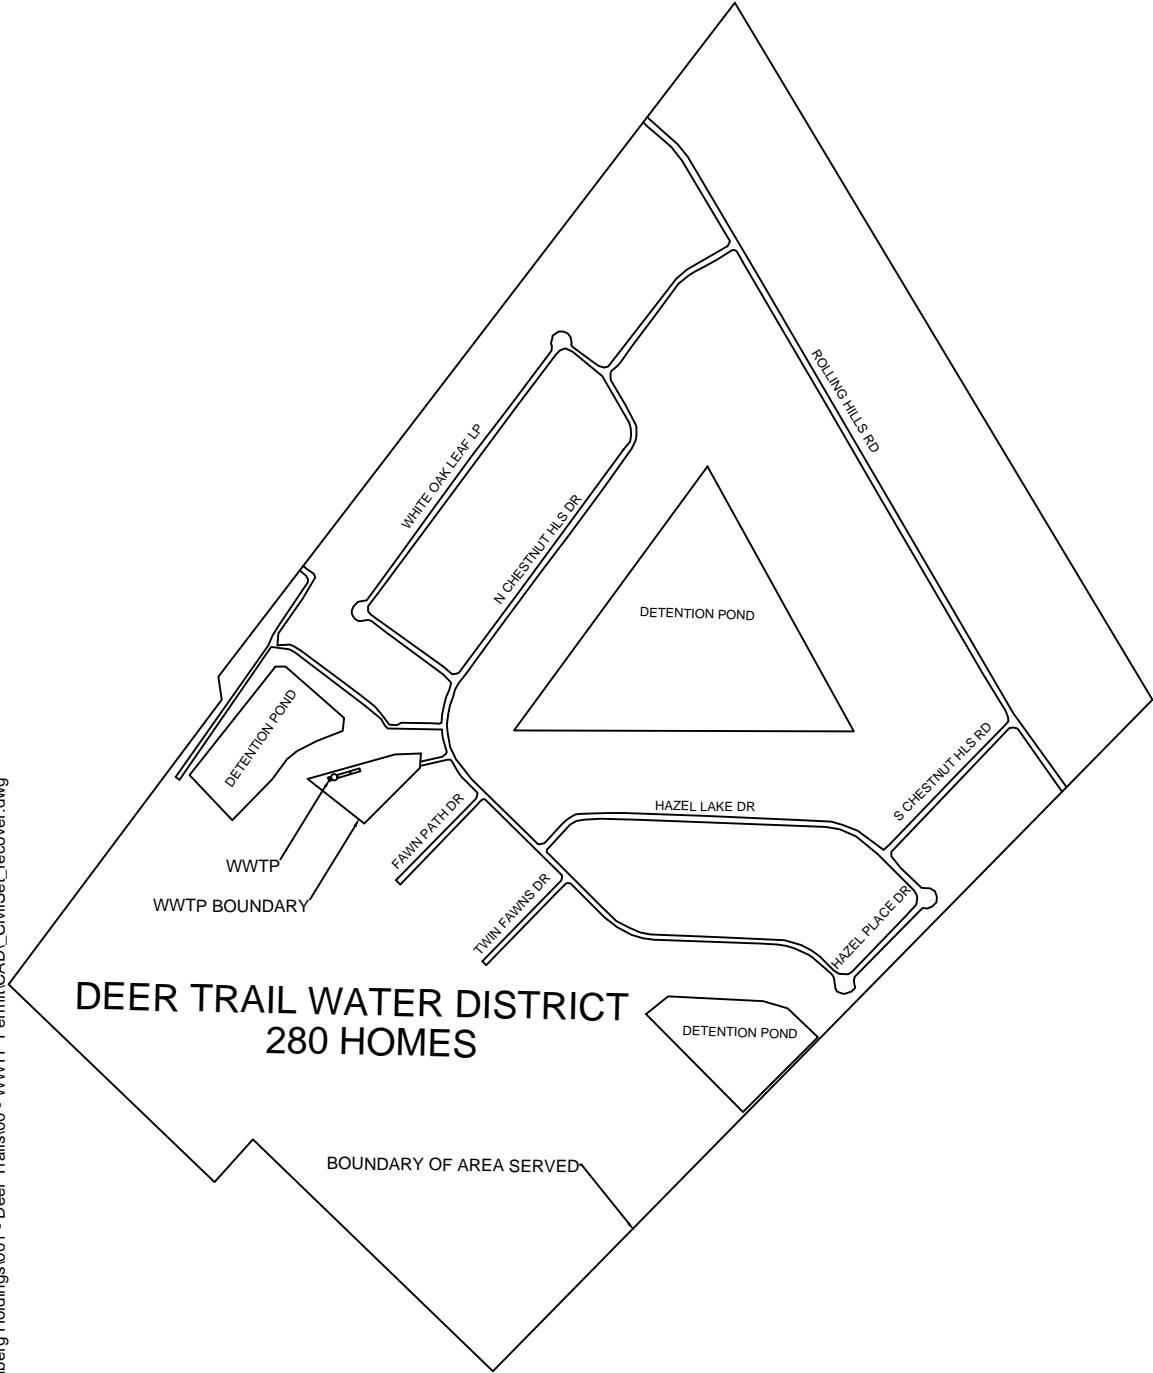 ROLLING HILLS RD
WHITE OAK LEAF LP
N CHESTNUT HLS DR
DETENTION POND
DETENTION POND
S CHESTNUT HLS RD
HAZEL LAKE DR
FAWN PATH DR
WWTP
WWTP BOUNDARY
TWIN FAWNS DR
HAZEL PLACE DR
DEER TRAIL WATER DISTRICT
280 HOMES
DETENTION POND
BOUNDARY OF AREA SERVED